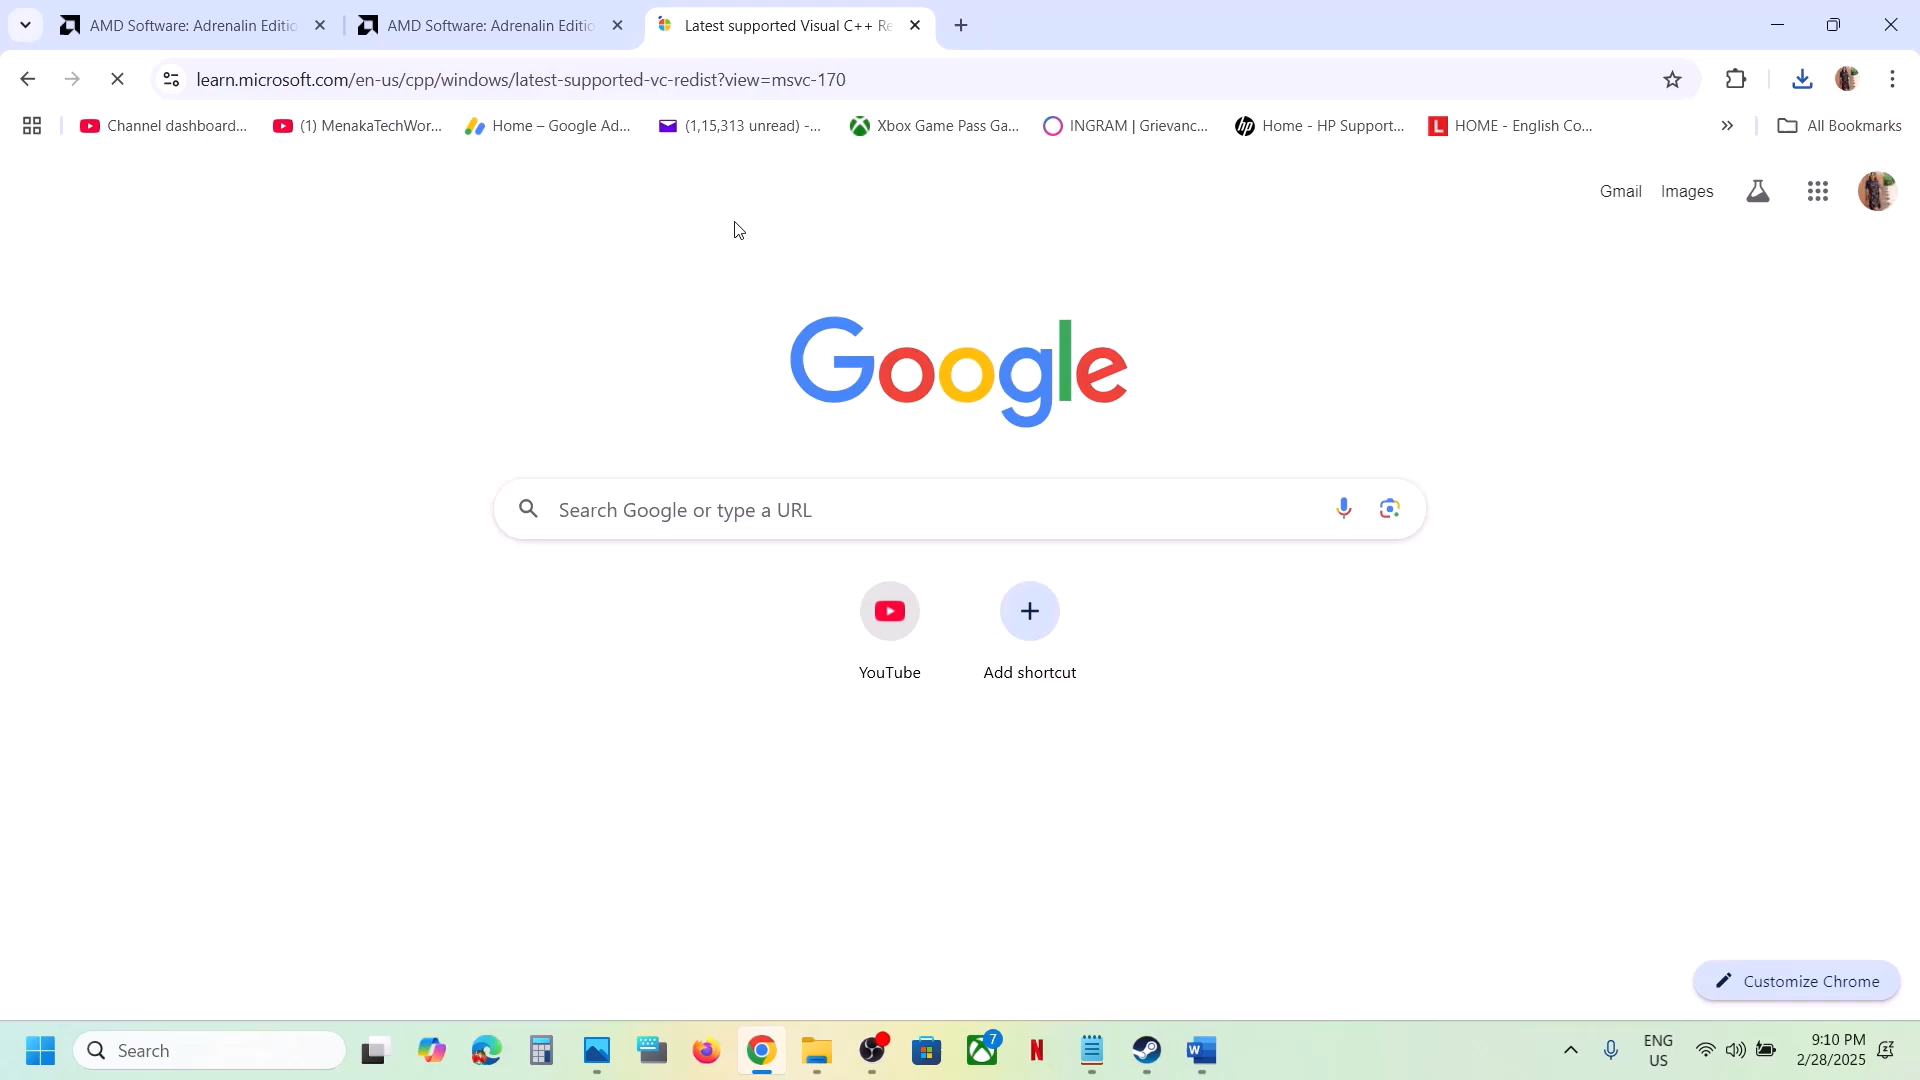 AMD Software: Adrenalin Editio
AMD Software: Adrenalin Editio
Latest supported Visual C++ Re
learn.microsoft.com/en-us/cpp/windows/latest-supported-vc-redist?view=msvc-170
Channel dashboard...
(1) MenakaTechWor...
Home – Google Ad...
(1,15,313 unread) -...
Xbox Game Pass Ga...
INGRAM | Grievanc...
Home - HP Support...
HOME - English Co...
All Bookmarks
Gmail
Images
Google
Search Google or type a URL
YouTube
Add shortcut
Customize Chrome
Search
7
ENG
US
9:10 PM
2/28/2025